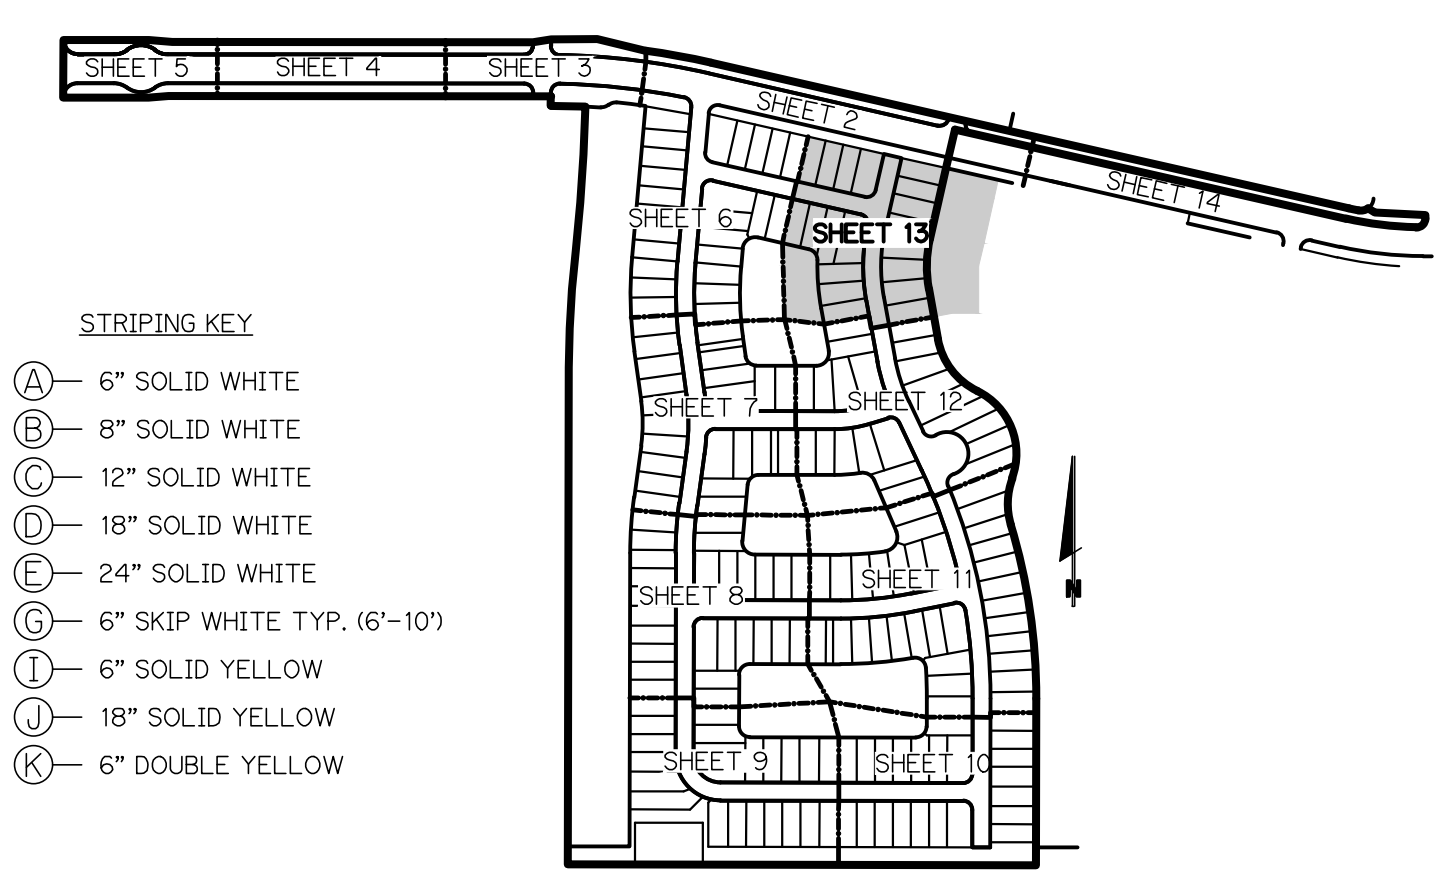 SHEET 5
SHEET 4
SHEET 3
SHEET 2
SHEET 14
SHEET 6
SHEET 13
STRIPING KEY
A 6” SOLID WHITE
B 8” SOLID WHITE
C 12” SOLID WHITE
D 18” SOLID WHITE
E 24” SOLID WHITE
G 6” SKIP WHITE TYP. (6’-10’)
I 6” SOLID YELLOW
J 18” SOLID YELLOW
K 6” DOUBLE YELLOW
SHEET 7
SHEET 12
SHEET 8
SHEET 11
N
SHEET 9
SHEET 10